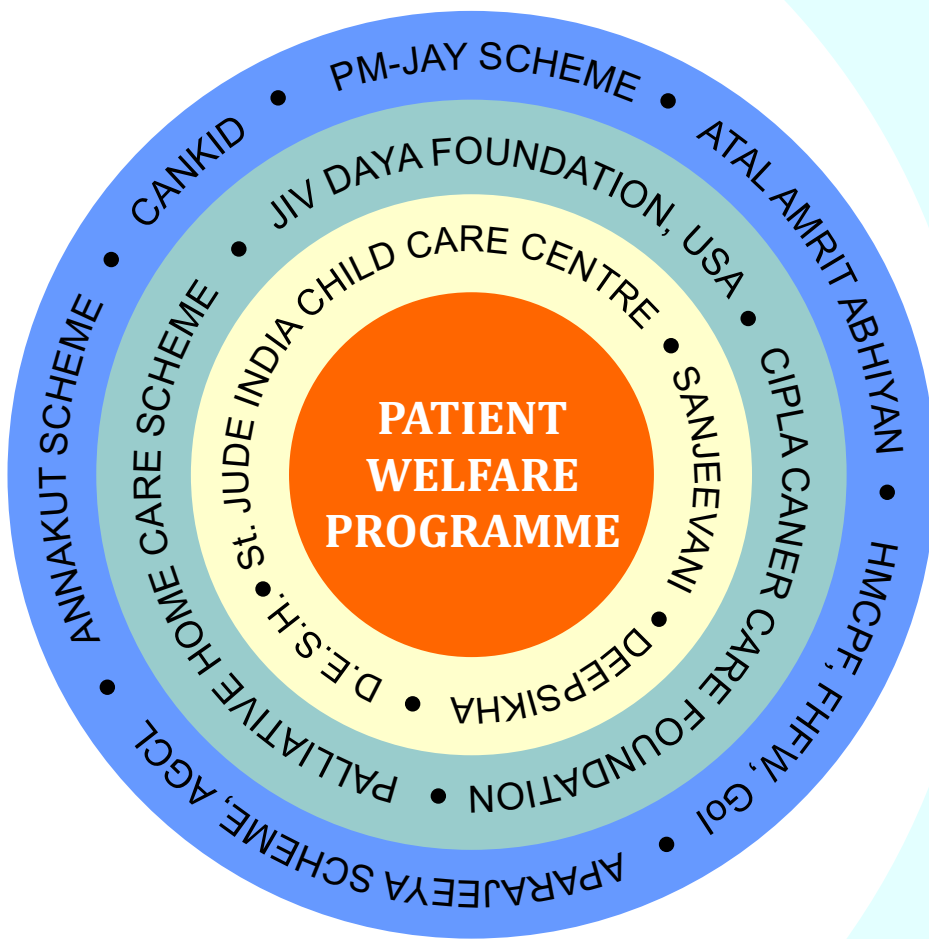 PATIENT
WELFARE
PROGRAMME
St. JUDE INDIA CHILD CARE CENTRE • SANJEEVANI • DEEPSIKHA • D.E.S.H. •
JIV DAYA FOUNDATION, USA • CIPLA CANER CARE FOUNDATION • PALLIATIVE HOME CARE SCHEME •
PM-JAY SCHEME • ATAL AMRIT ABHIYAN • HMCPF, FHFW, GoI • APARAJEEYA SCHEME, AGCL • ANNAKUT SCHEME • CANKID •